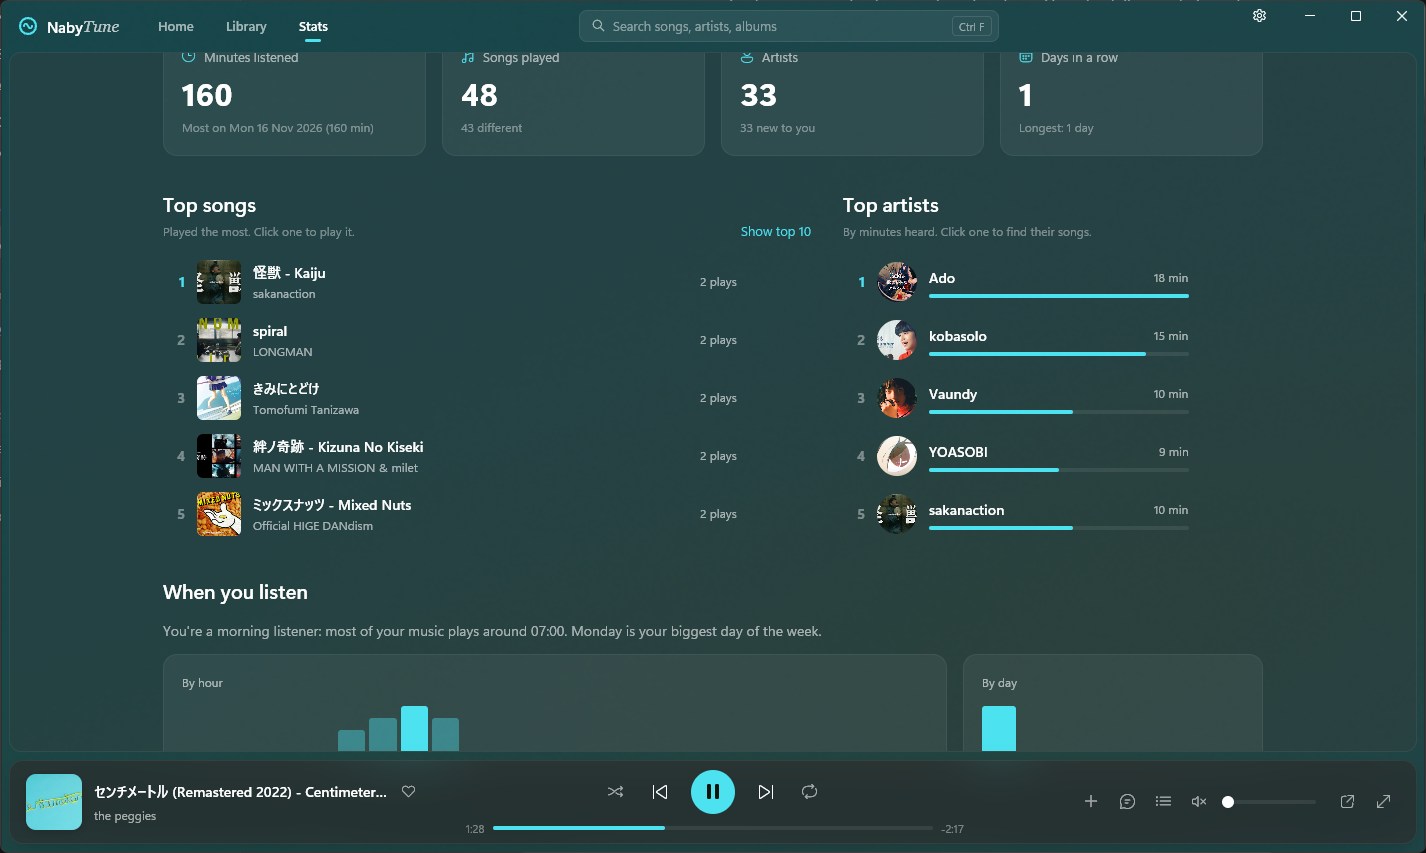 NabyTune
Home
Library
Stats
Search songs, artists, albums
Ctrl F
Minutes listened
160
Most on Mon 16 Nov 2026 (160 min)
Songs played
48
43 different
Artists
33
33 new to you
Days in a row
1
Longest: 1 day
Top songs
Played the most. Click one to play it.
Show top 10
1
怪獣 - Kaiju
sakanaction
2 plays
2
spiral
LONGMAN
2 plays
3
きみにとどけ
Tomofumi Tanizawa
2 plays
4
絆ノ奇跡 - Kizuna No Kiseki
MAN WITH A MISSION & milet
2 plays
5
MIXED NUTS
ミックスナッツ - Mixed Nuts
Official HIGE DANdism
2 plays
Top artists
By minutes heard. Click one to find their songs.
1
Ado
18 min
2
kobasolo
15 min
3
Vaundy
10 min
4
YOASOBI
9 min
5
sakanaction
10 min
When you listen
You're a morning listener: most of your music plays around 07:00. Monday is your biggest day of the week.
By hour
By day
センチメートル (Remastered 2022) - Centimeter...
the peggies
1:28
-2:17